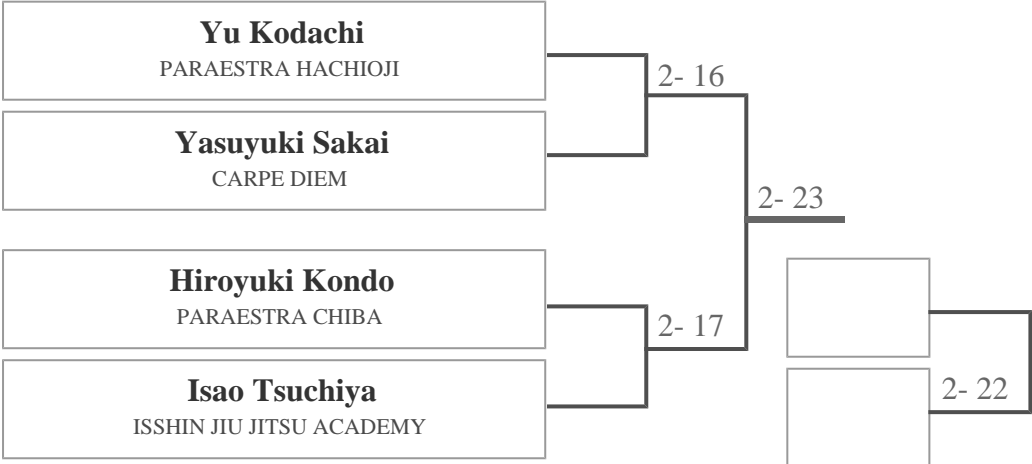 Yu Kodachi
PARAESTRA HACHIOJI
2- 16
Yasuyuki Sakai
CARPE DIEM
2- 23
Hiroyuki Kondo
PARAESTRA CHIBA
2- 17
Isao Tsuchiya
ISSHIN JIU JITSU ACADEMY
2- 22